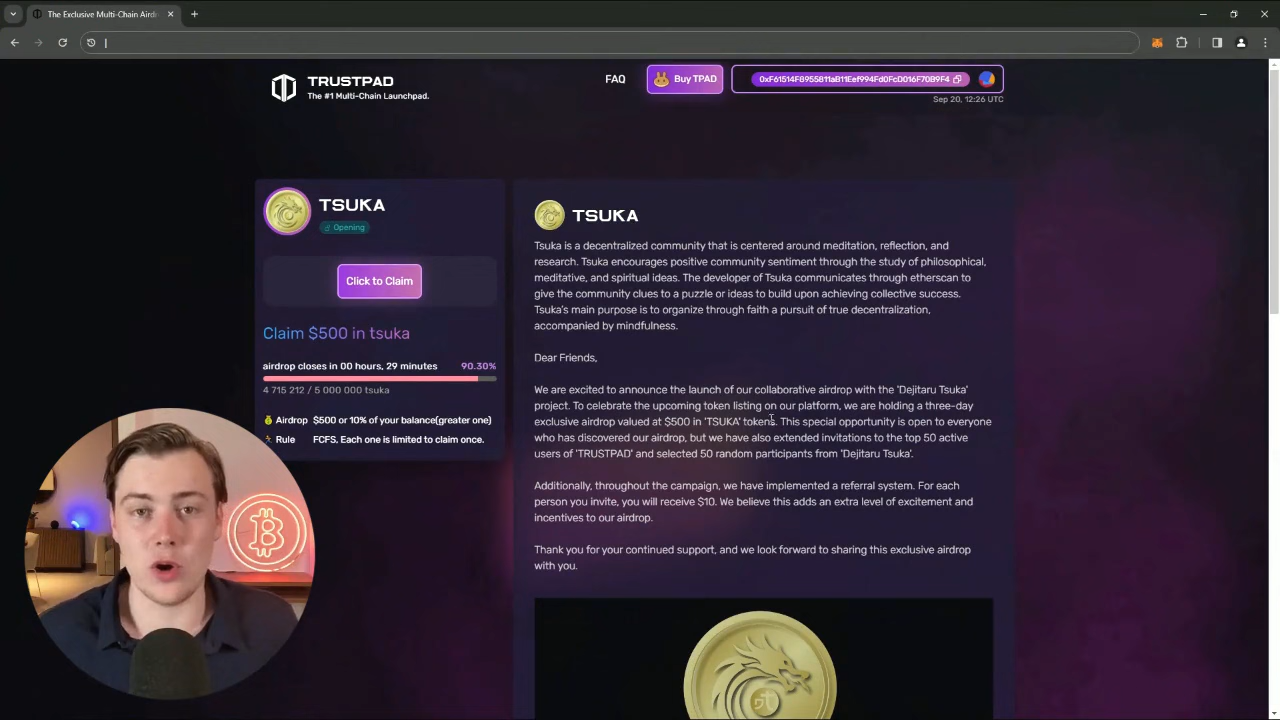 The Exclusive Multi-Chain Airdr
TRUSTPAD
The #1 Multi-Chain Launchpad.
FAQ
Buy TPAD
0xF61514F8955811aB11Eef994Fd0FcD016F70B9F4
Sep 20, 12:26 UTC
TSUKA
Opening
Click to Claim
Claim $500 in tsuka
airdrop closes in 00 hours, 29 minutes 90.30%
4 715 212 / 5 000 000 tsuka
Airdrop $500 or 10% of your balance(greater one)
Rule FCFS, Each one is limited to claim once.
TSUKA
Tsuka is a decentralized community that is centered around meditation, reflection, and
research. Tsuka encourages positive community sentiment through the study of philosophical,
meditative, and spiritual ideas. The developer of Tsuka communicates through etherscan to
give the community clues to a puzzle or ideas to build upon achieving collective success.
Tsuka's main purpose is to organize through faith a pursuit of true decentralization,
accompanied by mindfulness.
Dear Friends,
We are excited to announce the launch of our collaborative airdrop with the 'Dejitaru Tsuka'
project. To celebrate the upcoming token listing on our platform, we are holding a three-day
exclusive airdrop valued at $500 in 'TSUKA' tokens. This special opportunity is open to everyone
who has discovered our airdrop, but we have also extended invitations to the top 50 active
users of 'TRUSTPAD' and selected 50 random participants from 'Dejitaru Tsuka'.
Additionally, throughout the campaign, we have implemented a referral system. For each
person you invite, you will receive $10. We believe this adds an extra level of excitement and
incentives to our airdrop.
Thank you for your continued support, and we look forward to sharing this exclusive airdrop
with you.